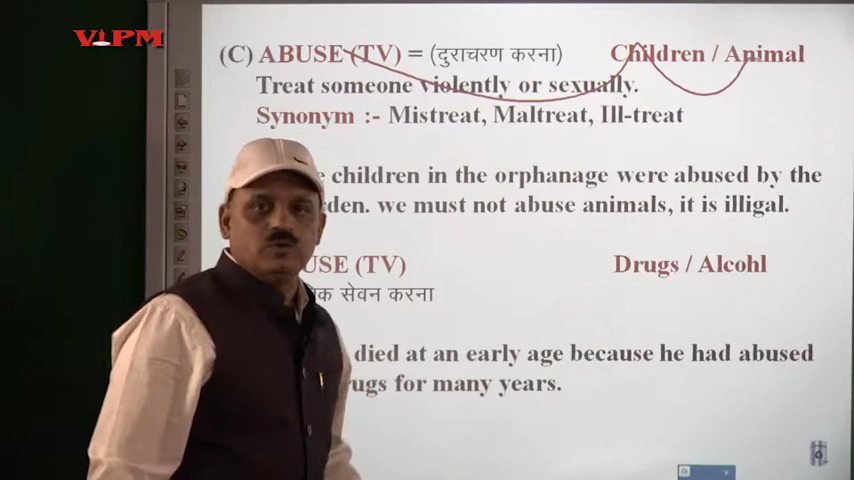 VIPM
(C) ABUSE (TV) = (दुराचरण करना) Children / Animal
Treat someone violently or sexually.
Synonym :- Mistreat, Maltreat, Ill-treat
children in the orphanage were abused by the
we must not abuse animals, it is illigal.
USE (TV) Drugs / Alcohl
सेवन करना
died at an early age because he had abused
for many years.